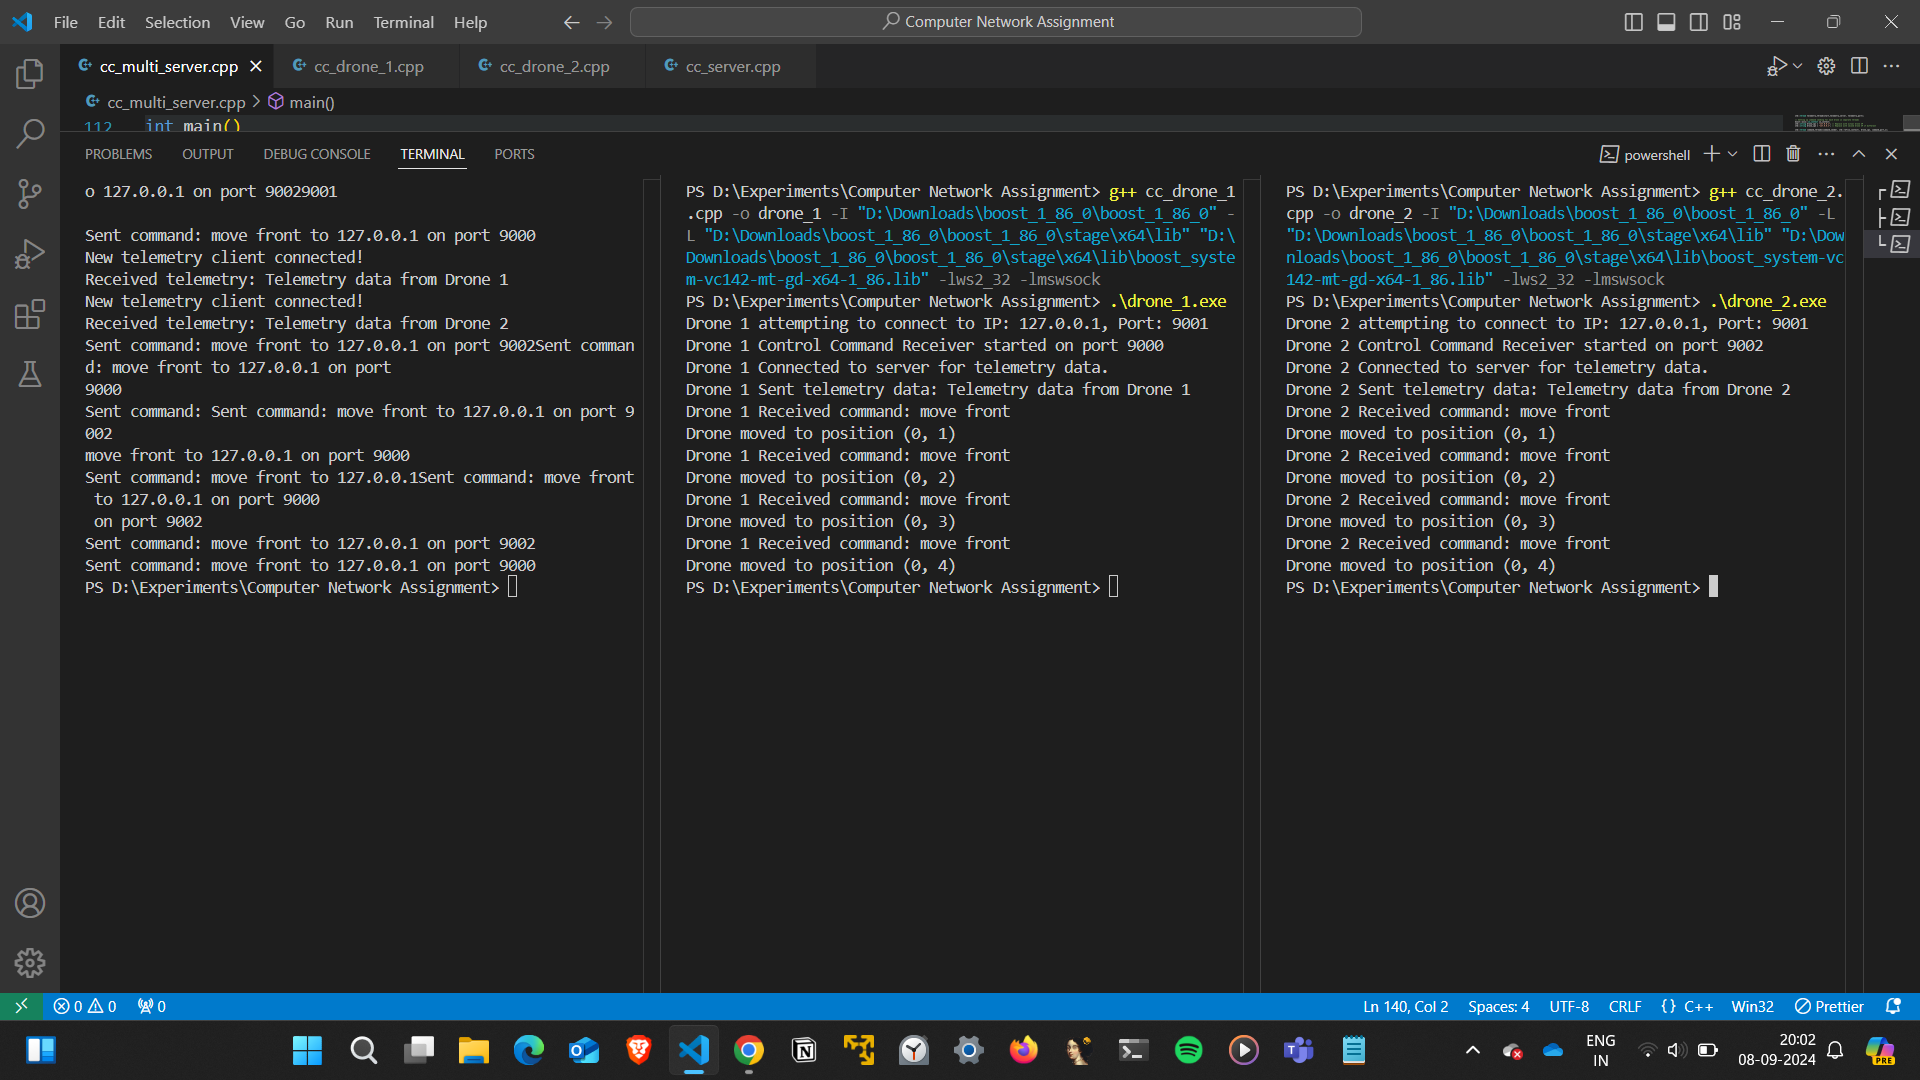 File Edit Selection View Go Run Terminal Help
Computer Network Assignment
cc_multi_server.cpp
cc_drone_1.cpp
cc_drone_2.cpp
cc_server.cpp
cc_multi_server.cpp > main()
112 int main()
PROBLEMS OUTPUT DEBUG CONSOLE TERMINAL PORTS
powershell
o 127.0.0.1 on port 90029001
Sent command: move front to 127.0.0.1 on port 9000
New telemetry client connected!
Received telemetry: Telemetry data from Drone 1
New telemetry client connected!
Received telemetry: Telemetry data from Drone 2
Sent command: move front to 127.0.0.1 on port 9002Sent comman
d: move front to 127.0.0.1 on port
9000
Sent command: Sent command: move front to 127.0.0.1 on port 9
002
move front to 127.0.0.1 on port 9000
Sent command: move front to 127.0.0.1Sent command: move front
to 127.0.0.1 on port 9000
on port 9002
Sent command: move front to 127.0.0.1 on port 9002
Sent command: move front to 127.0.0.1 on port 9000
PS D:\Experiments\Computer Network Assignment>
PS D:\Experiments\Computer Network Assignment> g++ cc_drone_1
.cpp -o drone_1 -I "D:\Downloads\boost_1_86_0\boost_1_86_0" -
L "D:\Downloads\boost_1_86_0\boost_1_86_0\stage\x64\lib" "D:\
Downloads\boost_1_86_0\boost_1_86_0\stage\x64\lib\boost_syste
m-vc142-mt-gd-x64-1_86.lib" -lws2_32 -lmswsock
PS D:\Experiments\Computer Network Assignment> .\drone_1.exe
Drone 1 attempting to connect to IP: 127.0.0.1, Port: 9001
Drone 1 Control Command Receiver started on port 9000
Drone 1 Connected to server for telemetry data.
Drone 1 Sent telemetry data: Telemetry data from Drone 1
Drone 1 Received command: move front
Drone moved to position (0, 1)
Drone 1 Received command: move front
Drone moved to position (0, 2)
Drone 1 Received command: move front
Drone moved to position (0, 3)
Drone 1 Received command: move front
Drone moved to position (0, 4)
PS D:\Experiments\Computer Network Assignment>
PS D:\Experiments\Computer Network Assignment> g++ cc_drone_2.
cpp -o drone_2 -I "D:\Downloads\boost_1_86_0\boost_1_86_0" -L
"D:\Downloads\boost_1_86_0\boost_1_86_0\stage\x64\lib" "D:\Dow
nloads\boost_1_86_0\boost_1_86_0\stage\x64\lib\boost_system-vc
142-mt-gd-x64-1_86.lib" -lws2_32 -lmswsock
PS D:\Experiments\Computer Network Assignment> .\drone_2.exe
Drone 2 attempting to connect to IP: 127.0.0.1, Port: 9001
Drone 2 Control Command Receiver started on port 9002
Drone 2 Connected to server for telemetry data.
Drone 2 Sent telemetry data: Telemetry data from Drone 2
Drone 2 Received command: move front
Drone moved to position (0, 1)
Drone 2 Received command: move front
Drone moved to position (0, 2)
Drone 2 Received command: move front
Drone moved to position (0, 3)
Drone 2 Received command: move front
Drone moved to position (0, 4)
PS D:\Experiments\Computer Network Assignment>
0 0 0
Ln 140, Col 2 Spaces: 4 UTF-8 CRLF {} C++ Win32 Prettier
ENG
IN
20:02
08-09-2024
PRE